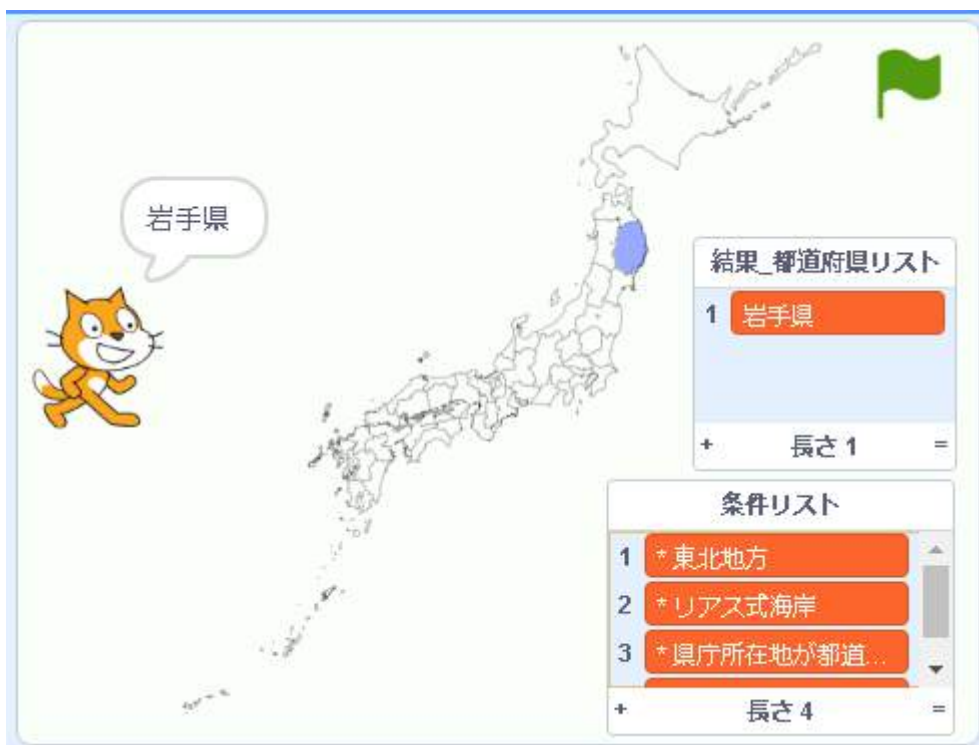 岩手県
結果_都道府県リスト
1 岩手県
+ 長さ 1 =
条件リスト
1 * 東北地方
2 * リアス式海岸
3 * 県庁所在地が都道...
+ 長さ 4 =